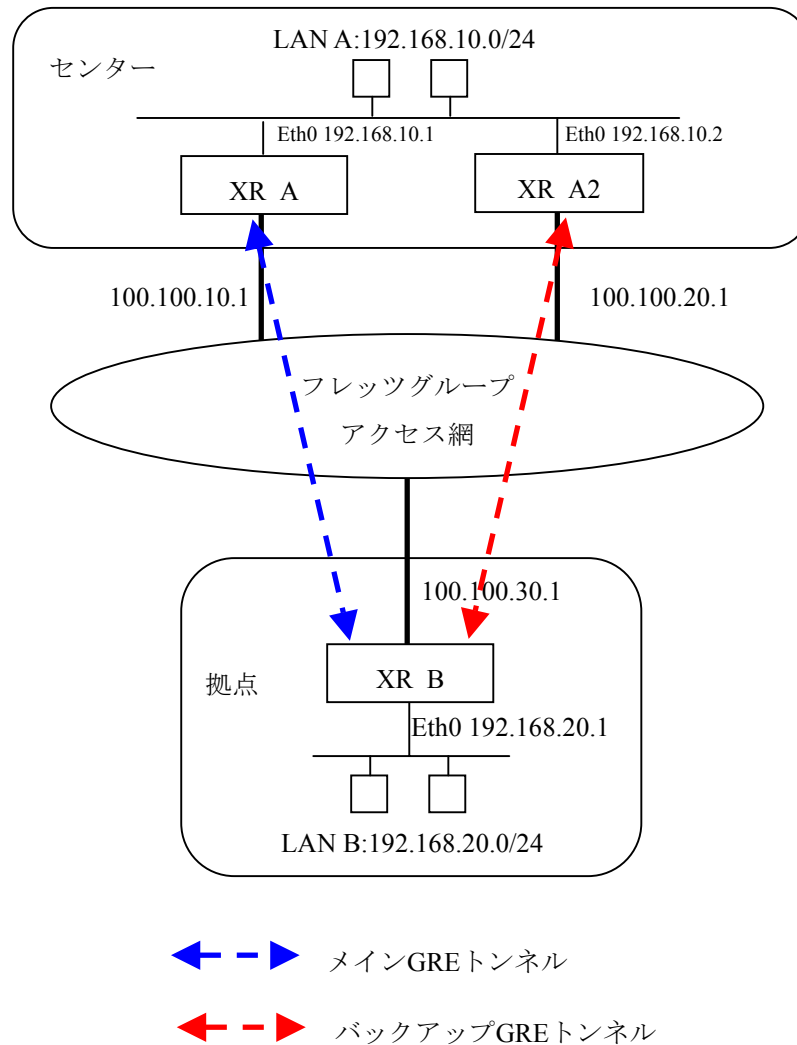 LAN A:192.168.10.0/24
センター
Eth0 192.168.10.1
Eth0 192.168.10.2
XR_A
XR_A2
100.100.10.1
100.100.20.1
フレッツグループ
アクセス網
100.100.30.1
拠点
XR_B
Eth0 192.168.20.1
LAN B:192.168.20.0/24
メインGREトンネル
バックアップGREトンネル